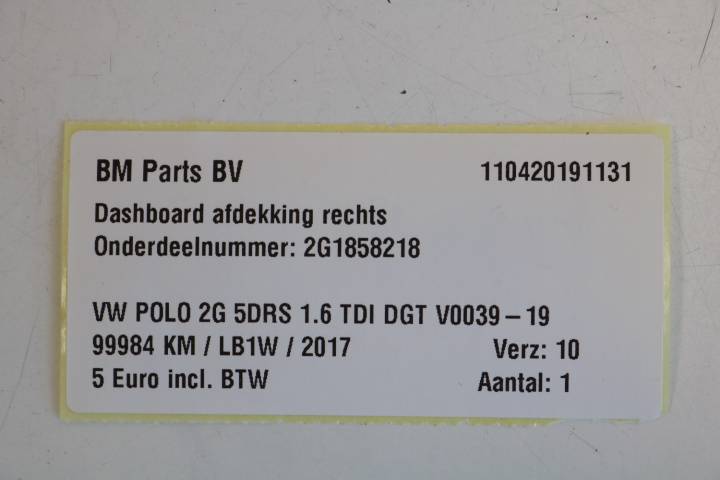 BM Parts BV 110420191131
Dashboard afdekking rechts
Onderdeelnummer: 2G1858218
VW POLO 2G 5DRS 1.6 TDI DGT V0039-19
99984 KM / LB1W / 2017 Verz: 10
5 Euro incl. BTW Aantal: 1